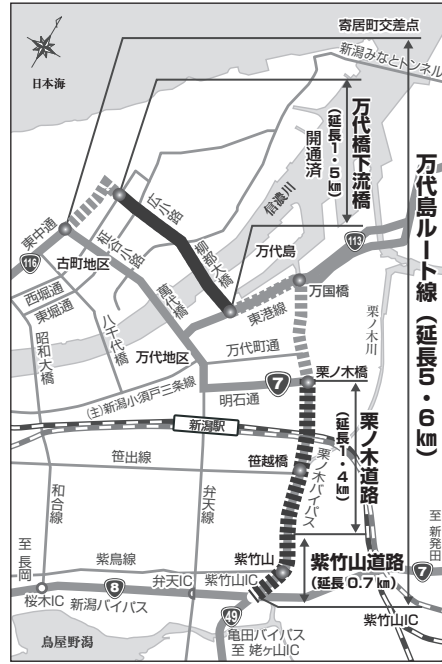 寄居町交差点
新潟みなとトンネル
日本海
万代橋下流橋
(延長1・5km)
開通済
万代島ルート線(延長5・6km)
信濃川
広小路
柾谷小路
東中通
116
古町地区
西堀通
東堀通
柳都大橋
萬代橋
八千代橋
昭和大橋
万代島
113
万国橋
東港線
栗ノ木川
万代地区
万代町通
栗ノ木橋
7
明石通
(主)新潟小須戸三条線
新潟駅
栗ノ木道路
(延長1・4km)
笹出線
笹越橋
栗ノ木バイパス
和合線
弁天線
至 長岡
紫鳥線
紫竹山
紫竹山道路
(延長0.7km)
至 新発田
7
8
弁天IC
紫竹山IC
桜木IC
新潟バイパス
49
紫竹山IC
鳥屋野潟
亀田バイパス
至 姥ヶ山IC